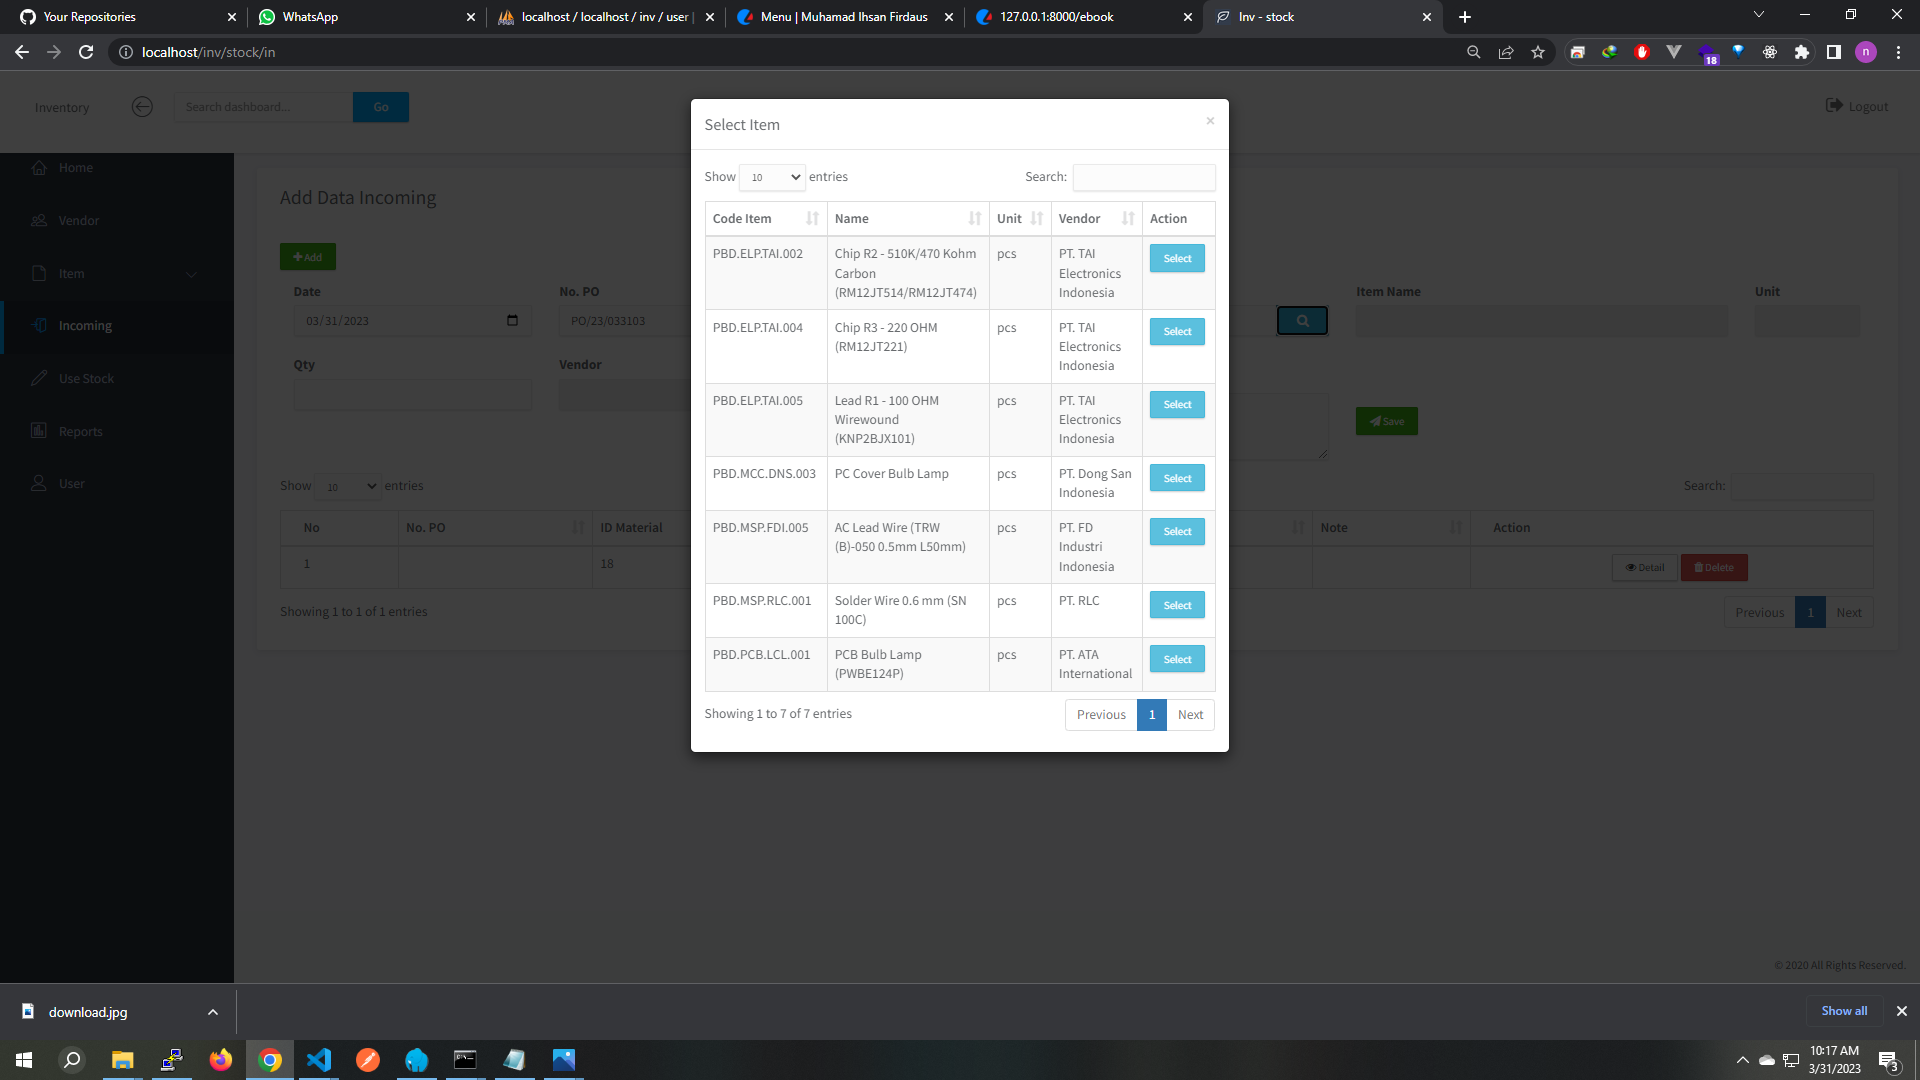 Your Repositories
WhatsApp
localhost / localhost / inv / user |
Menu | Muhamad Ihsan Firdaus
127.0.0.1:8000/ebook
Inv - stock
localhost/inv/stock/in
18
n
Inventory
Search dashboard...
Go
Logout
Home
Vendor
Item
Incoming
Use Stock
Reports
User
Add Data Incoming
Add
Date
No. PO
Item Name
Unit
03/31/2023
PO/23/033103
Qty
Vendor
Save
Show 10 entries
Search:
No
No. PO
ID Material
Note
Action
1
18
Detail
Delete
Showing 1 to 1 of 1 entries
Previous 1 Next
Select Item
×
Show 10 entries
Search:
Code Item Name Unit Vendor Action
PBD.ELP.TAI.002
Chip R2 - 510K/470 Kohm
Carbon
(RM12JT514/RM12JT474)
pcs
PT. TAI
Electronics
Indonesia
Select
PBD.ELP.TAI.004
Chip R3 - 220 OHM
(RM12JT221)
pcs
PT. TAI
Electronics
Indonesia
Select
PBD.ELP.TAI.005
Lead R1 - 100 OHM
Wirewound
(KNP2BJX101)
pcs
PT. TAI
Electronics
Indonesia
Select
PBD.MCC.DNS.003
PC Cover Bulb Lamp
pcs
PT. Dong San
Indonesia
Select
PBD.MSP.FDI.005
AC Lead Wire (TRW
(B)-050 0.5mm L50mm)
pcs
PT. FD
Industri
Indonesia
Select
PBD.MSP.RLC.001
Solder Wire 0.6 mm (SN
100C)
pcs
PT. RLC
Select
PBD.PCB.LCL.001
PCB Bulb Lamp
(PWBE124P)
pcs
PT. ATA
International
Select
Showing 1 to 7 of 7 entries
Previous 1 Next
© 2020 All Rights Reserved.
download.jpg
Show all
10:17 AM
3/31/2023
3